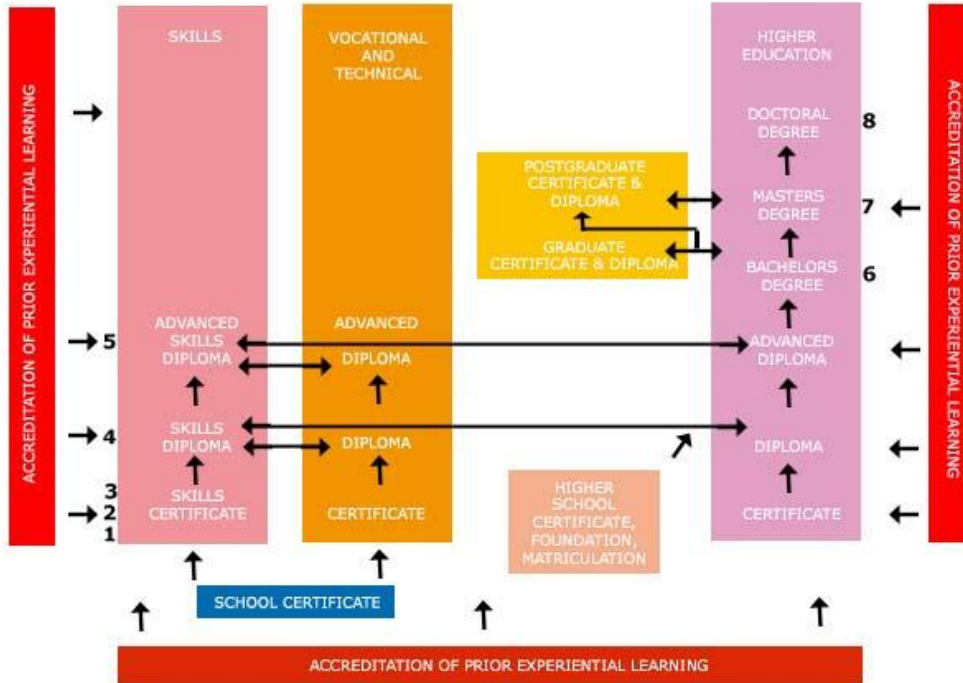 ACCREDITATION OF PRIOR EXPERIENTIAL LEARNING
SKILLS
ADVANCED
SKILLS
DIPLOMA
SKILLS
DIPLOMA
SKILLS
CERTIFICATE
5
4
3
2
1
VOCATIONAL
AND
TECHNICAL
ADVANCED
DIPLOMA
DIPLOMA
CERTIFICATE
SCHOOL CERTIFICATE
POSTGRADUATE
CERTIFICATE &
DIPLOMA
GRADUATE
CERTIFICATE & DIPLOMA
HIGHER
SCHOOL
CERTIFICATE,
FOUNDATION,
MATRICULATION
HIGHER
EDUCATION
DOCTORAL
DEGREE
8
MASTERS
DEGREE
7
BACHELORS
DEGREE
6
ADVANCED
DIPLOMA
DIPLOMA
CERTIFICATE
ACCREDITATION OF PRIOR EXPERIENTIAL LEARNING
ACCREDITATION OF PRIOR EXPERIENTIAL LEARNING